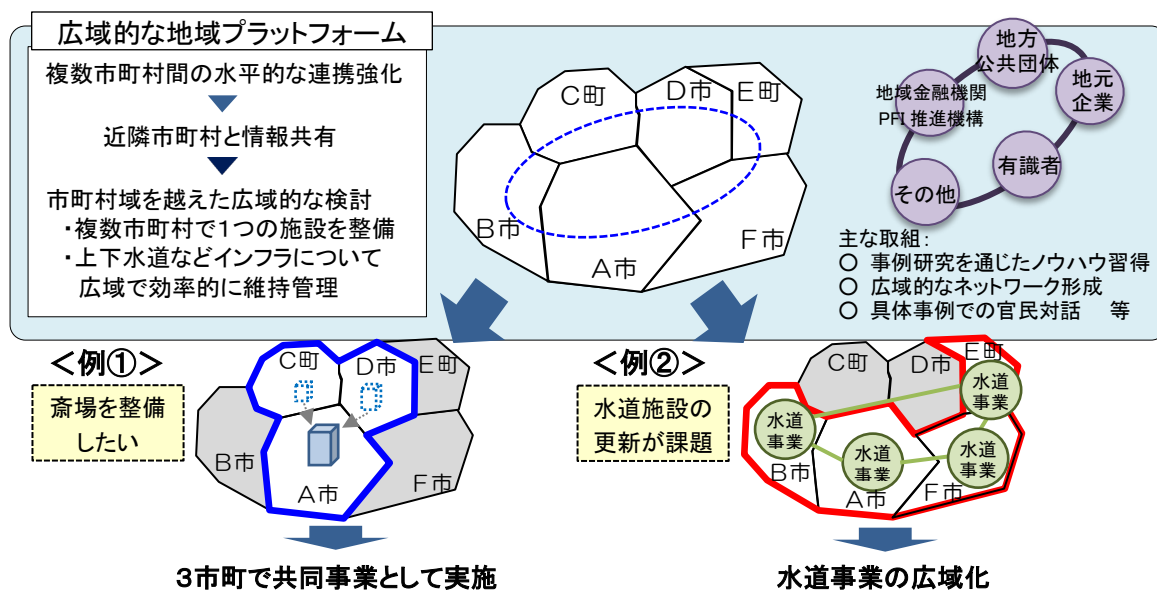 広域的な地域プラットフォーム
複数市町村間の水平的な連携強化
近隣市町村と情報共有
市町村域を越えた広域的な検討
・複数市町村で1つの施設を整備
・上下水道などインフラについて
広域で効率的に維持管理
C町
D市
E町
B市
A市
F市
地方
公共団体
地元
企業
地域金融機関
PFI 推進機構
有識者
その他
主な取組：
○ 事例研究を通じたノウハウ習得
○ 広域的なネットワーク形成
○ 具体事例での官民対話 等
＜例①＞
斎場を整備
したい
C町
D市
E町
B市
A市
F市
3市町で共同事業として実施
＜例②＞
水道施設の
更新が課題
C町
D市
E町
水道
事業
水道
事業
水道
事業
水道
事業
B市
A市
F市
水道事業の広域化